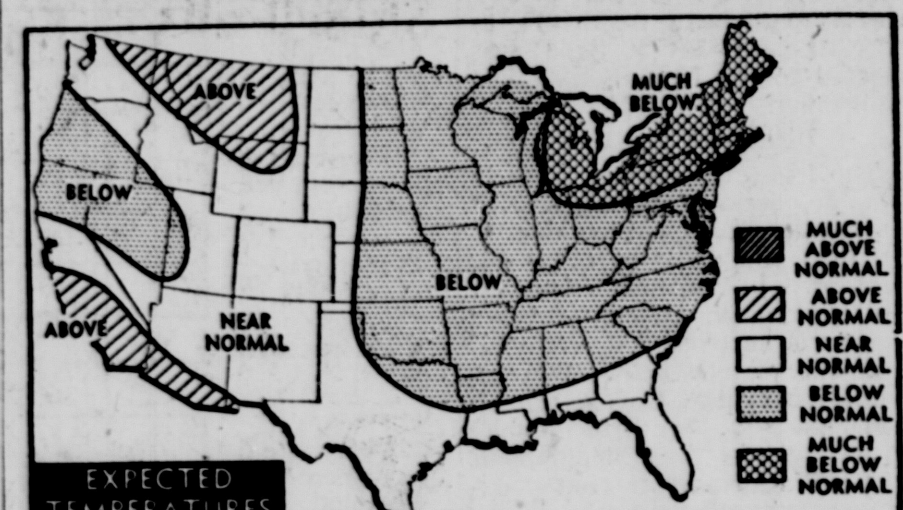 ABOVE
MUCH
BELOW
BELOW
BELOW
ABOVE
NEAR
NORMAL
MUCH
ABOVE
NORMAL
ABOVE
NORMAL
NEAR
NORMAL
BELOW
NORMAL
MUCH
BELOW
NORMAL
EXPECTED
TEMPERATURES